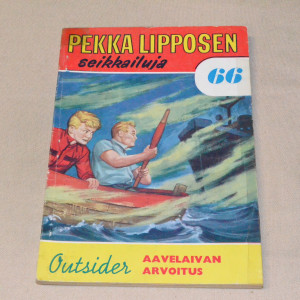 PEKKA LIPPOSEN
seikkailuja
66
Outsider
AAVELAIVAN
ARVOITUS